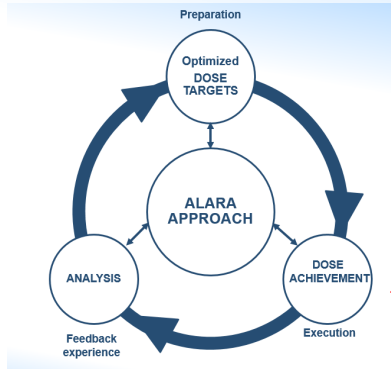 Preparation
Optimized
DOSE
TARGETS
ALARA
APPROACH
ANALYSIS
DOSE
ACHIEVEMENT
Feedback
experience
Execution